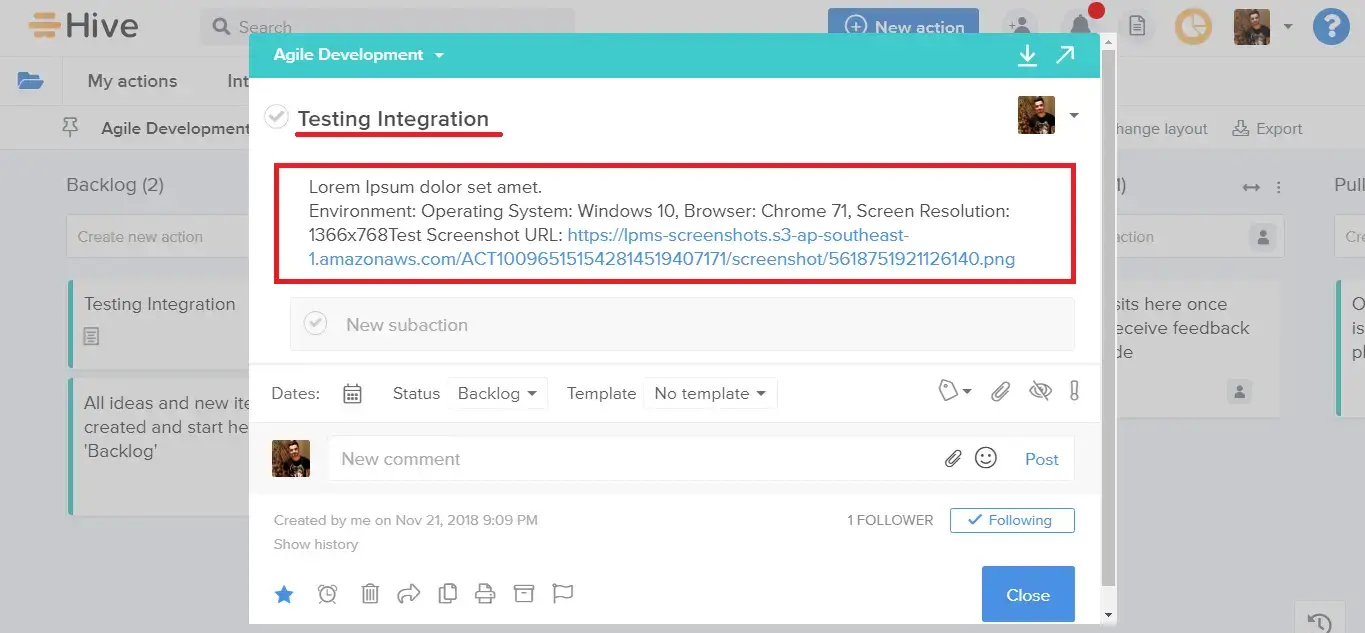 Hive
Search
New action
My actions
Int
Agile Development
Agile Development
hange layout
Export
Testing Integration
Backlog (2)
1)
Pull
Create new action
ction
Cre
Lorem Ipsum dolor set amet.
Environment: Operating System: Windows 10, Browser: Chrome 71, Screen Resolution:
1366x768Test Screenshot URL: https://lpms-screenshots.s3-ap-southeast-
1.amazonaws.com/ACT100965151542814519407171/screenshot/5618751921126140.png
Testing Integration
New subaction
sits here once
eceive feedback
de
O
is
pl
All ideas and new ite
created and start he
'Backlog'
Dates:
Status
Backlog
Template
No template
New comment
Post
Created by me on Nov 21, 2018 9:09 PM
1 FOLLOWER
Following
Show history
Close